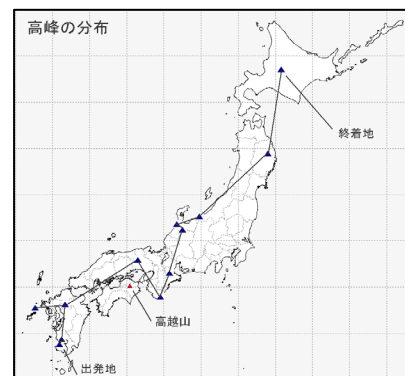 高峰の分布
終着地
高越山
出発地